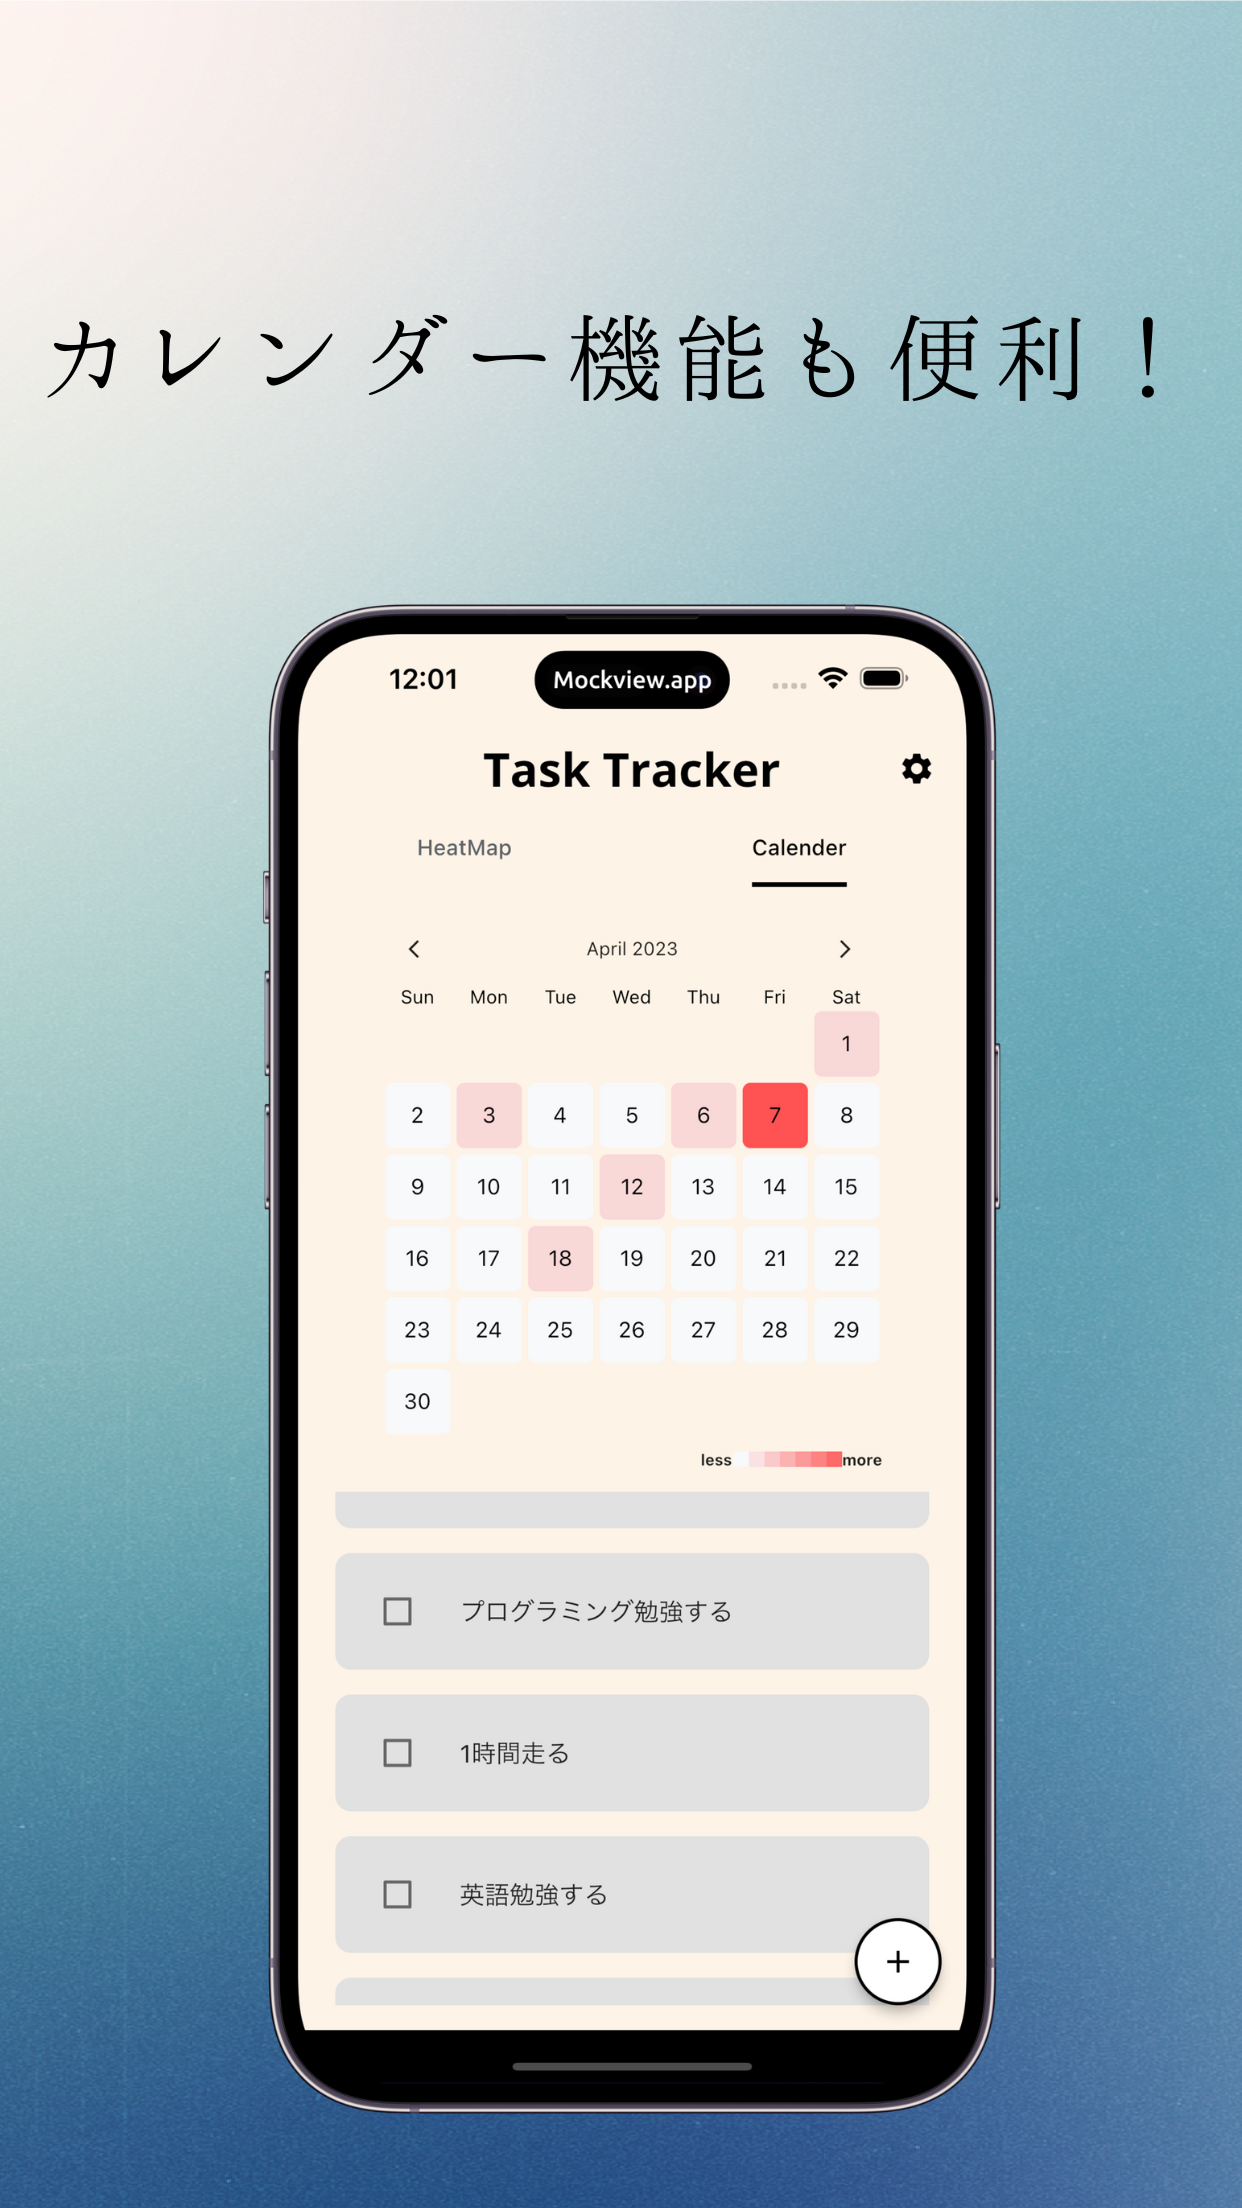 カレンダー機能も便利！
12:01
Mockview.app
Task Tracker
HeatMap
Calender
April 2023
Sun Mon Tue Wed Thu Fri Sat
1
2 3 4 5 6 7 8
9 10 11 12 13 14 15
16 17 18 19 20 21 22
23 24 25 26 27 28 29
30
less more
プログラミング勉強する
1時間走る
英語勉強する
+